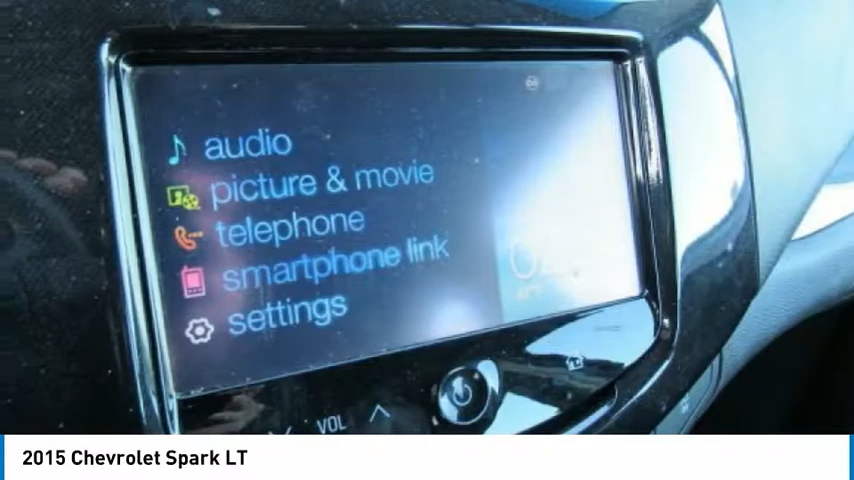 audio
picture & movie
telephone
smartphone link
settings
VOL
2015 Chevrolet Spark LT